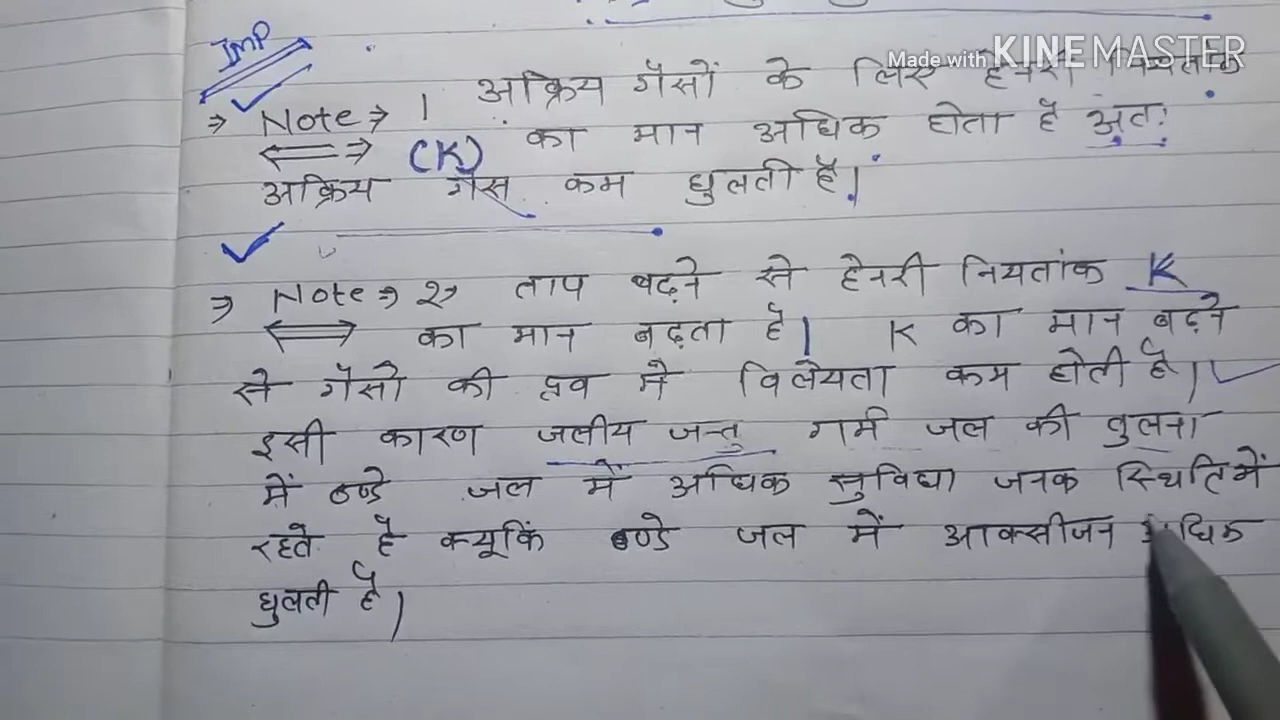 IMP
Made with KINEMASTER
⇒ Note ⇒ 1 अक्रिय गैसों के लिए हेनरी नियतांक
(K) का मान अधिक होता है अतः
अक्रिय गैस कम घुलती है।
⇒ Note ⇒ 2⇒ ताप बढ़ने से हेनरी नियतांक K
का मान बढ़ता है। K का मान बढ़ने
से गैसों की द्रव में विलेयता कम होती है।
इसी कारण जलीय जन्तु गर्म जल की तुलना
में ठण्डे जल में अधिक सुविधा जनक स्थिति में
रहते है क्यूकिं ठण्डे जल में आक्सीजन अधिक
घुलती है।